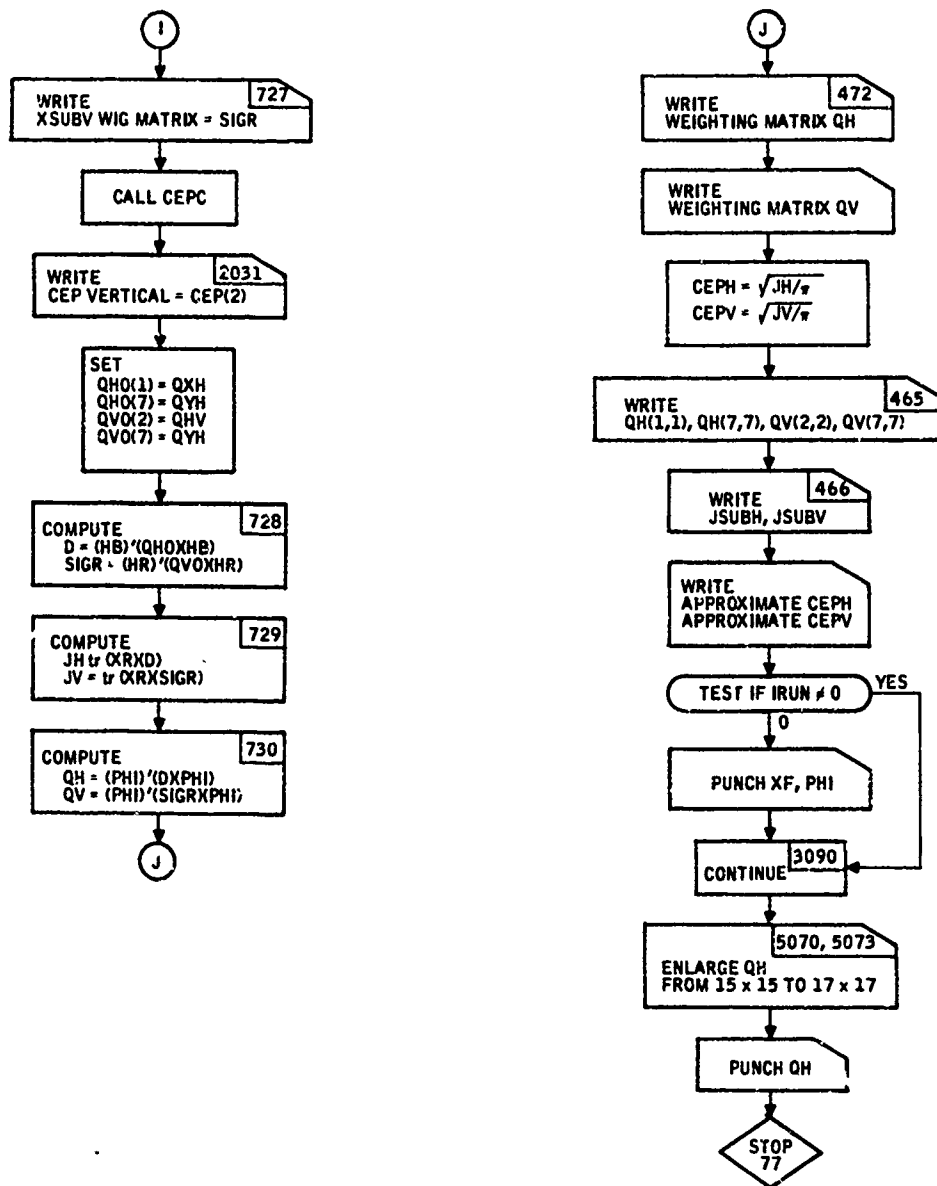 I
727
WRITE
XSUBV WIG MATRIX = SIGR
CALL CEPC
2031
WRITE
CEP VERTICAL = CEP(2)
SET
QHO(1) = QXH
QHO(7) = QYH
QVO(2) = QHV
QVO(7) = QYH
728
COMPUTE
D = (HB)'(QHOXHB)
SIGR - (HR)'(QVOXHR)
729
COMPUTE
JH tr (XRXD)
JV = tr (XRXSIGR)
730
COMPUTE
QH = (PHI)'(DXPHI)
QV = (PHI)'(SIGRXPHI)
J
J
472
WRITE
WEIGHTING MATRIX QH
WRITE
WEIGHTING MATRIX QV
CEPH = √JH/π
CEPV = √JV/π
465
WRITE
QH(1,1), QH(7,7), QV(2,2), QV(7,7)
466
WRITE
JSUBH, JSUBV
WRITE
APPROXIMATE CEPH
APPROXIMATE CEPV
TEST IF IRUN ≠ 0
YES
0
PUNCH XF, PHI
3090
CONTINUE
5070, 5073
ENLARGE QH
FROM 15 x 15 TO 17 x 17
PUNCH QH
STOP
77